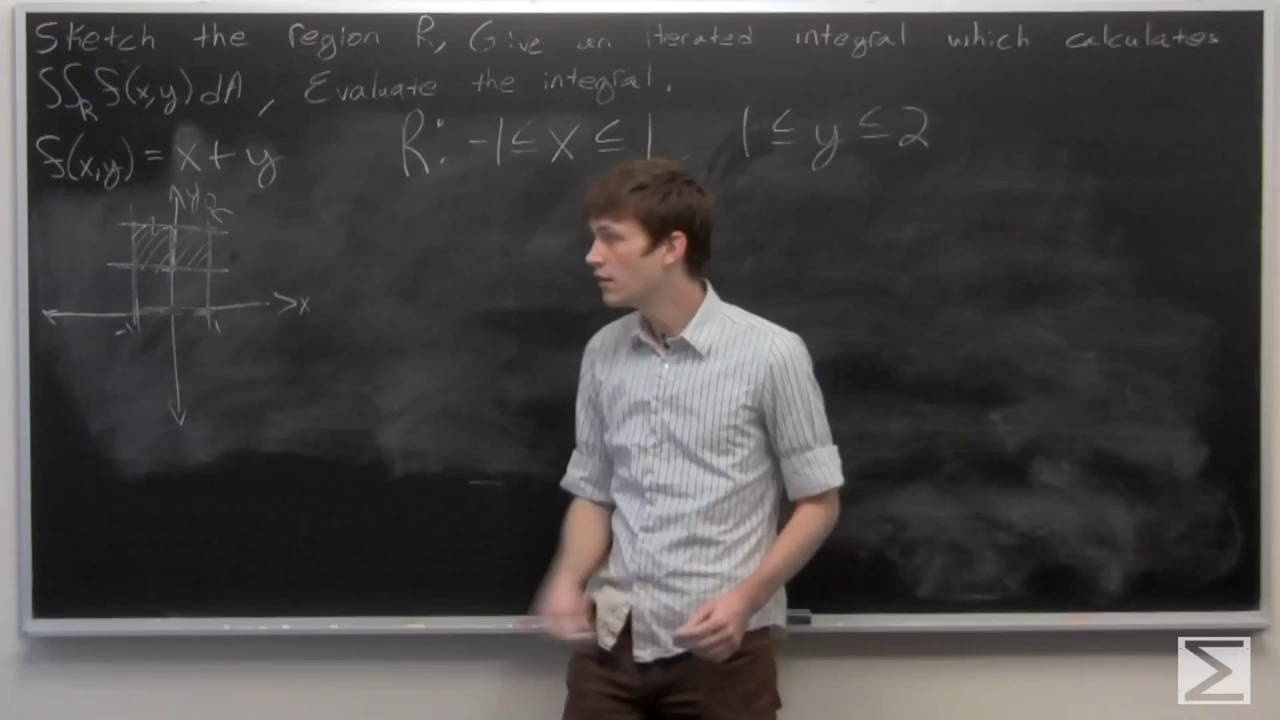 Sketch the region R, Give an iterated integral which calculates
∫∫_R f(x,y) dA, Evaluate the integral.
R: -1 ≤ x ≤ 1, 1 ≤ y ≤ 2
f(x,y) = x + y
y R
x
-1 1
Σ